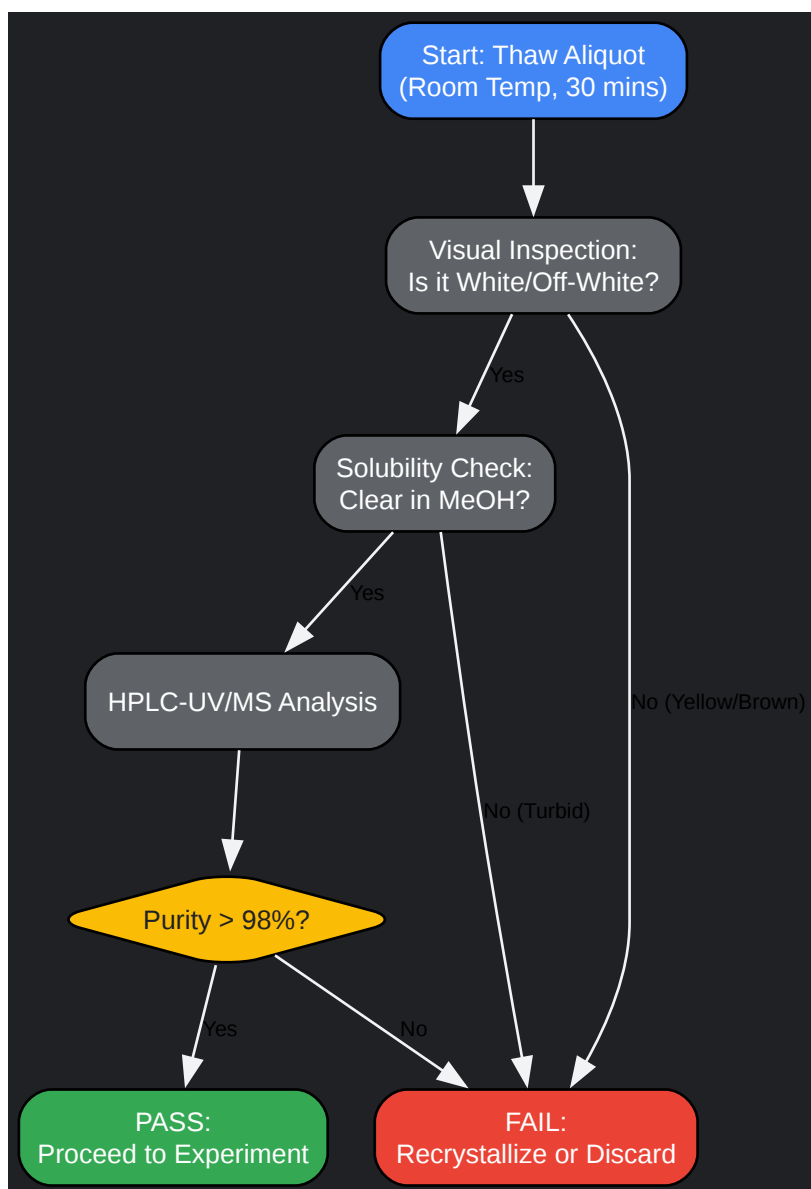 Start: Thaw Aliquot
(Room Temp, 30 mins)
Visual Inspection:
Is it White/Off-White?
Yes
Solubility Check:
Clear in MeOH?
Yes
HPLC-UV/MS Analysis
No (Yellow/Brown)
No (Turbid)
Purity > 98%?
Yes
No
PASS:
Proceed to Experiment
FAIL:
Recrystallize or Discard